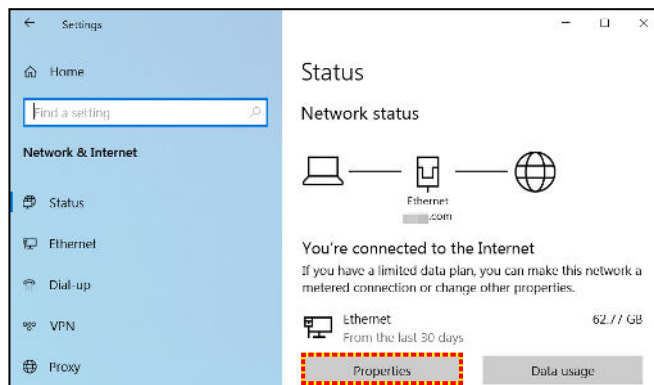 Settings
Home
Find a setting
Network & Internet
Status
Ethernet
Dial-up
VPN
Proxy
Status
Network status
Ethernet
.com
You're connected to the Internet
If you have a limited data plan, you can make this network a
metered connection or change other properties.
Ethernet 62.77 GB
From the last 30 days
Properties Data usage